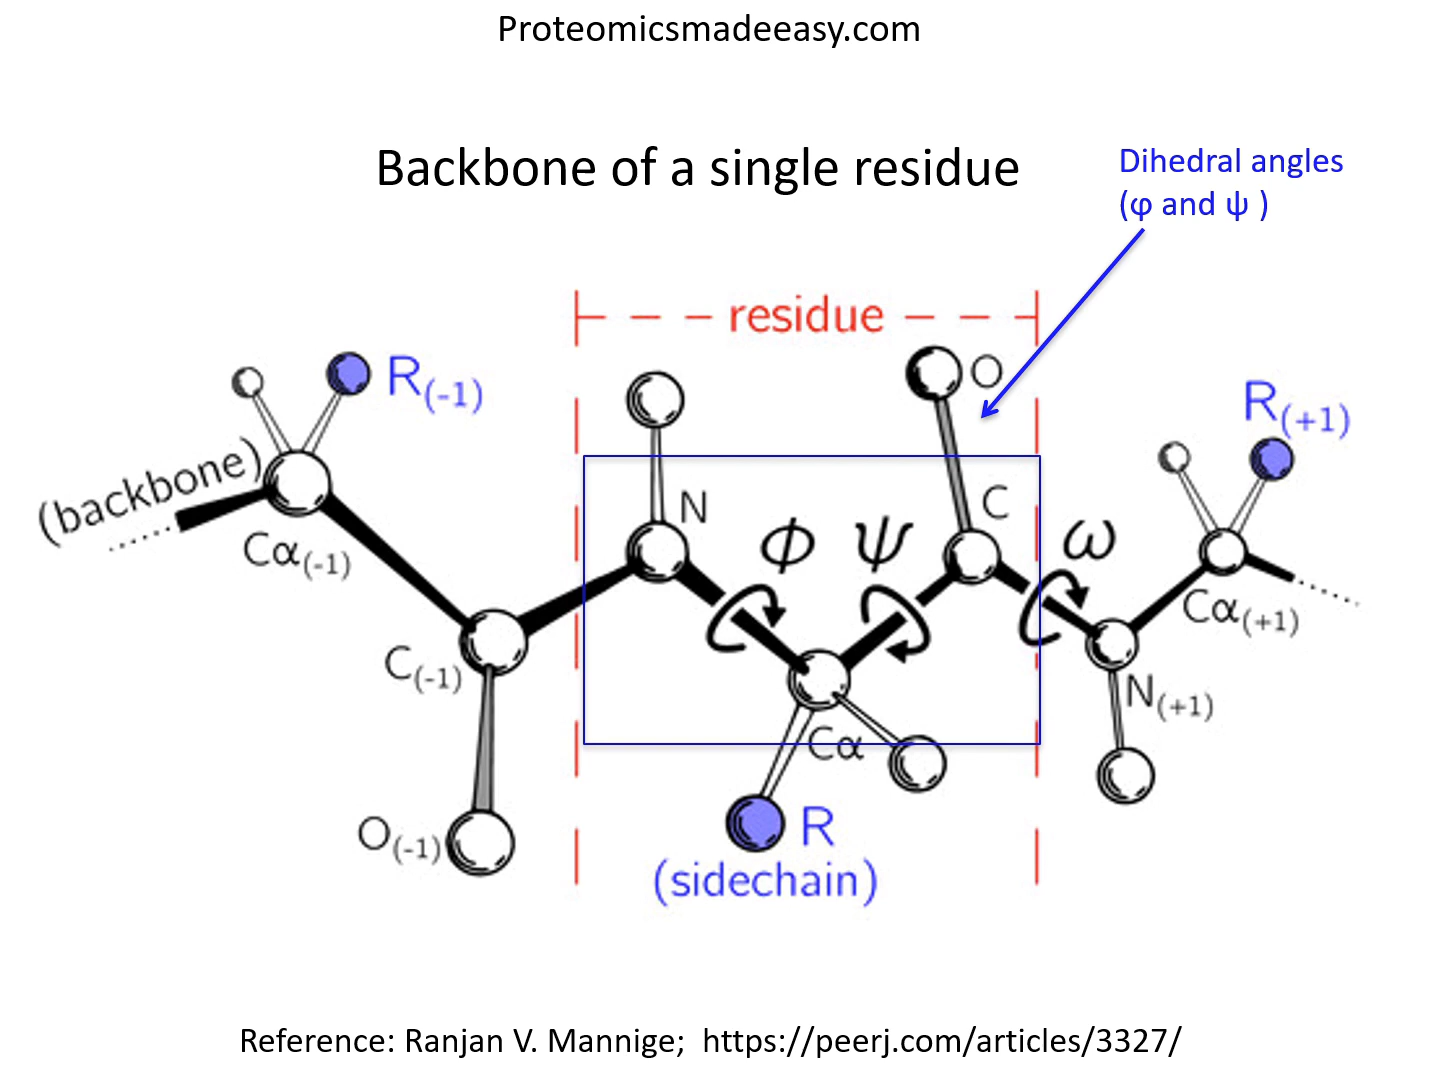 Proteomicsmadeeasy.com
Backbone of a single residue
Dihedral angles
(φ and ψ )
residue
R(-1)
O
R(+1)
(backbone)
N
C
ϕ
ψ
ω
Cα(-1)
Cα(+1)
C(-1)
N(+1)
Cα
O(-1)
R
(sidechain)
Reference: Ranjan V. Mannige;  https://peerj.com/articles/3327/